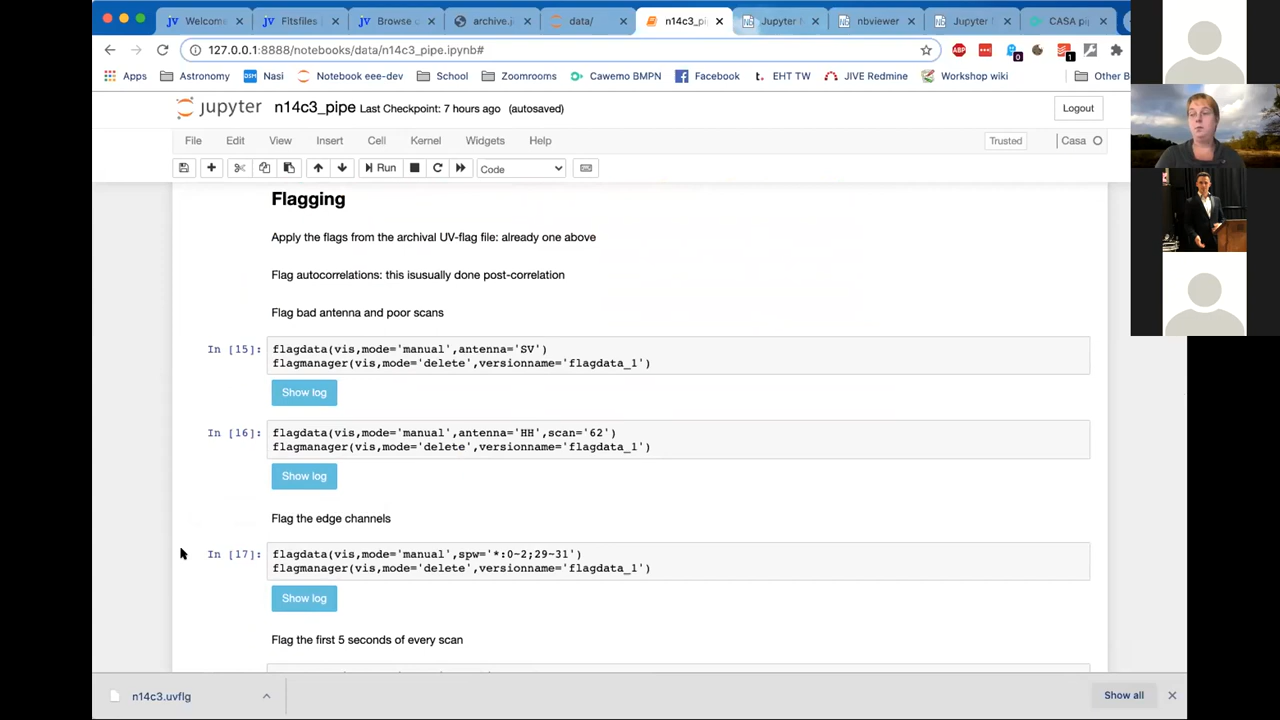 Welcome
Fitsfiles
Browse c
archive.j
data/
n14c3_pi
Jupyter N
nbviewer
Jupyter N
CASA pi
127.0.0.1:8888/notebooks/data/n14c3_pipe.ipynb#
Apps
Astronomy
Nasi
Notebook eee-dev
School
Zoomrooms
Cawemo BMPN
Facebook
t. EHT TW
JIVE Redmine
Workshop wiki
Other B
jupyter n14c3_pipe Last Checkpoint: 7 hours ago (autosaved)
Logout
File Edit View Insert Cell Kernel Widgets Help
Trusted
Casa
Run
Code
Flagging
Apply the flags from the archival UV-flag file: already one above
Flag autocorrelations: this isusually done post-correlation
Flag bad antenna and poor scans
In [15]: flagdata(vis,mode='manual',antenna='SV')
flagmanager(vis,mode='delete',versionname='flagdata_1')
Show log
In [16]: flagdata(vis,mode='manual',antenna='HH',scan='62')
flagmanager(vis,mode='delete',versionname='flagdata_1')
Show log
Flag the edge channels
In [17]: flagdata(vis,mode='manual',spw='*:0-2;29-31')
flagmanager(vis,mode='delete',versionname='flagdata_1')
Show log
Flag the first 5 seconds of every scan
n14c3.uvflg
Show all